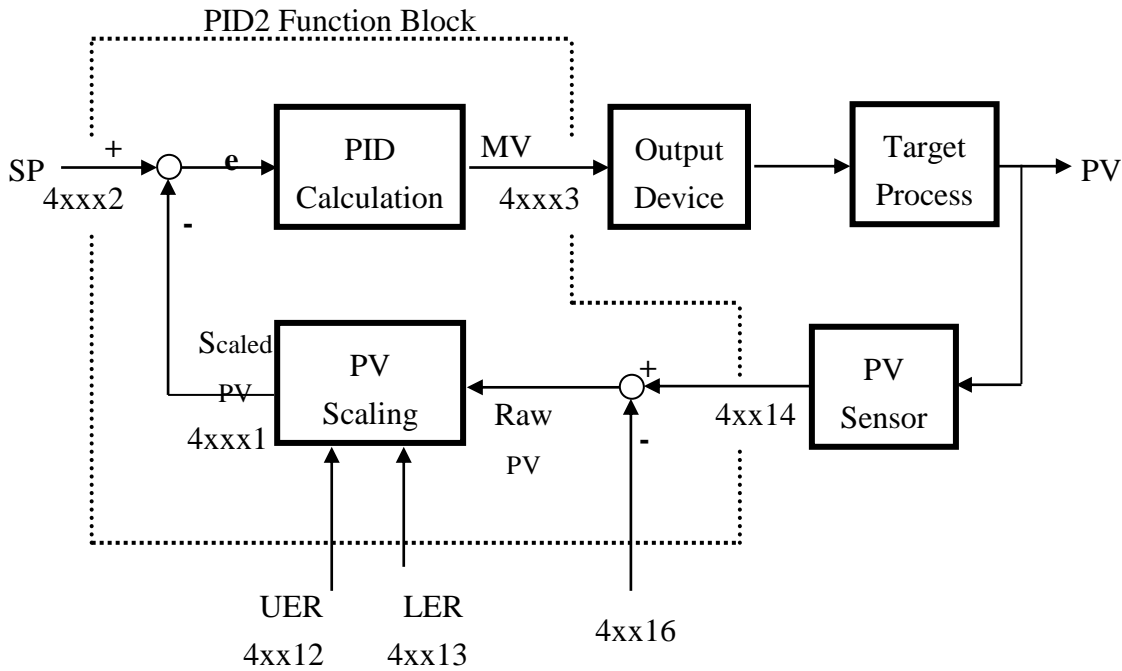 PID2 Function Block
+
SP
4xxx2
e
PID
Calculation
MV
4xxx3
Output
Device
Target
Process
PV
-
Scaled
PV
4xxx1
PV
Scaling
Raw
PV
+
-
4xx14
PV
Sensor
UER
4xx12
LER
4xx13
4xx16